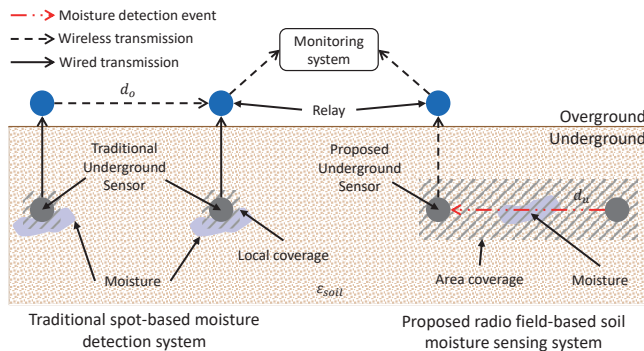 Moisture detection event
Wireless transmission
Wired transmission
Monitoring
system
d_o
Relay
Overground
Underground
Traditional
Underground
Sensor
Proposed
Underground
Sensor
d_u
Local coverage
Moisture
Area coverage
Moisture
ε_soil
Traditional spot-based moisture
detection system
Proposed radio field-based soil
moisture sensing system